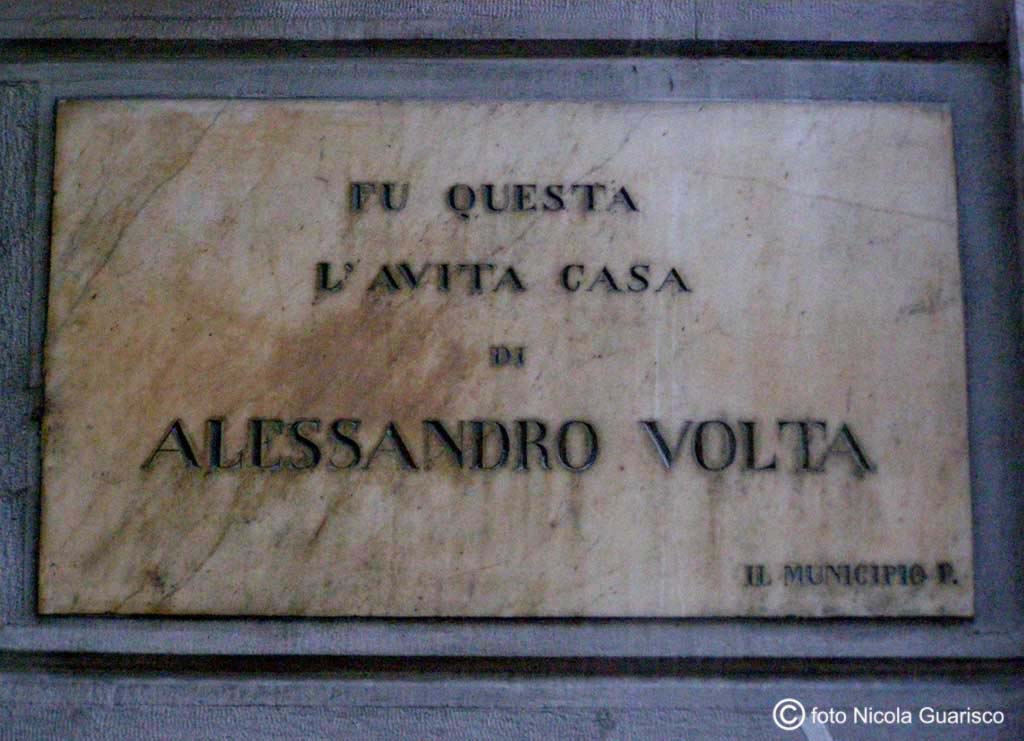 FU QUESTA
L'AVITA CASA
DI
ALESSANDRO VOLTA
IL MUNICIPIO P.
© foto Nicola Guarisco